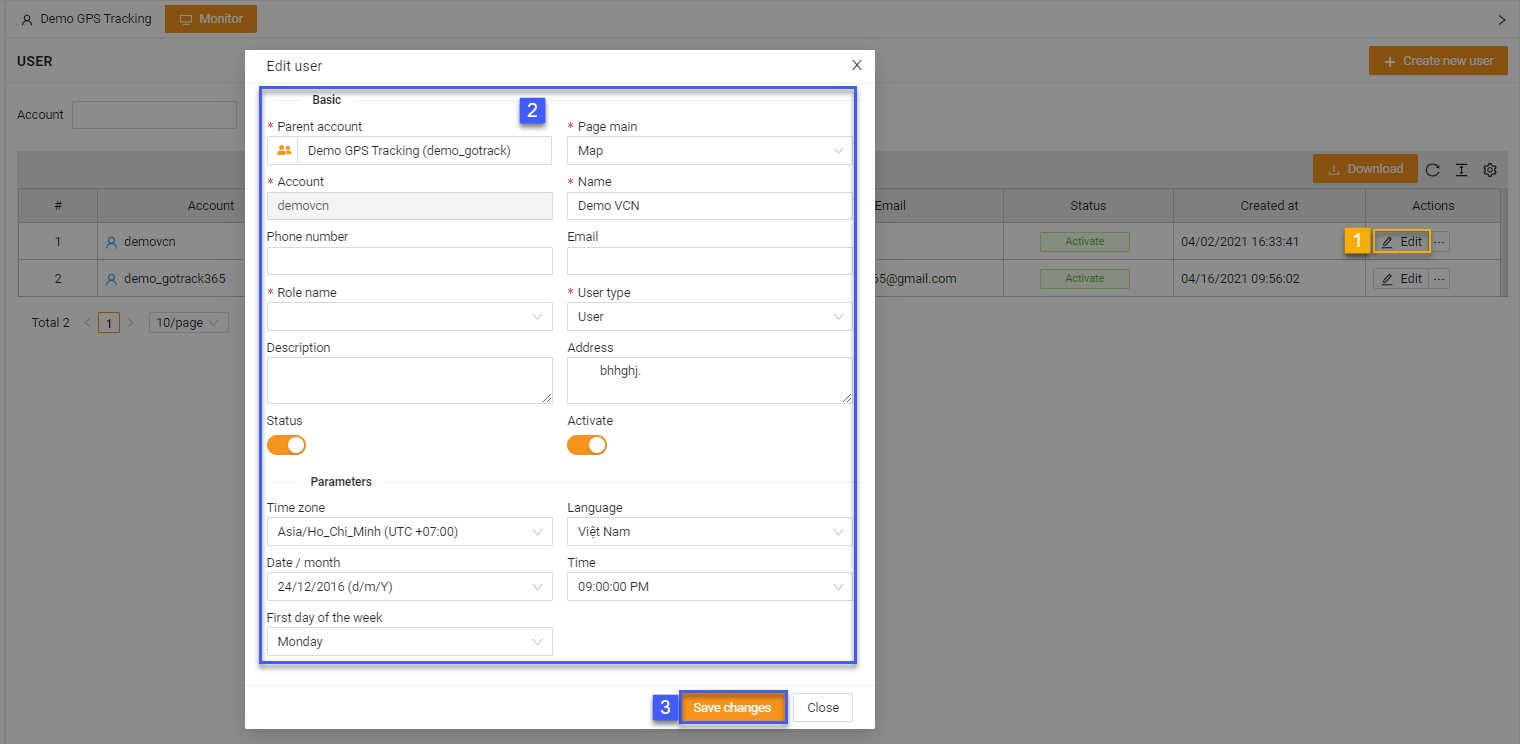 Demo GPS Tracking Monitor
USER
Create new user
Account
Download
# Account Email Status Created at Actions
1 demovcn Activate 04/02/2021 16:33:41 1 Edit ...
2 demo_gotrack365 65@gmail.com Activate 04/16/2021 09:56:02 Edit ...
Total 2 < 1 > 10/page
Edit user X
Basic 2
* Parent account * Page main
Demo GPS Tracking (demo_gotrack) Map
* Account * Name
demovcn Demo VCN
Phone number Email
* Role name * User type
User
Description Address
bhhghj.
Status Activate
Parameters
Time zone Language
Asia/Ho_Chi_Minh (UTC +07:00) Việt Nam
Date / month Time
24/12/2016 (d/m/Y) 09:00:00 PM
First day of the week
Monday
3 Save changes Close